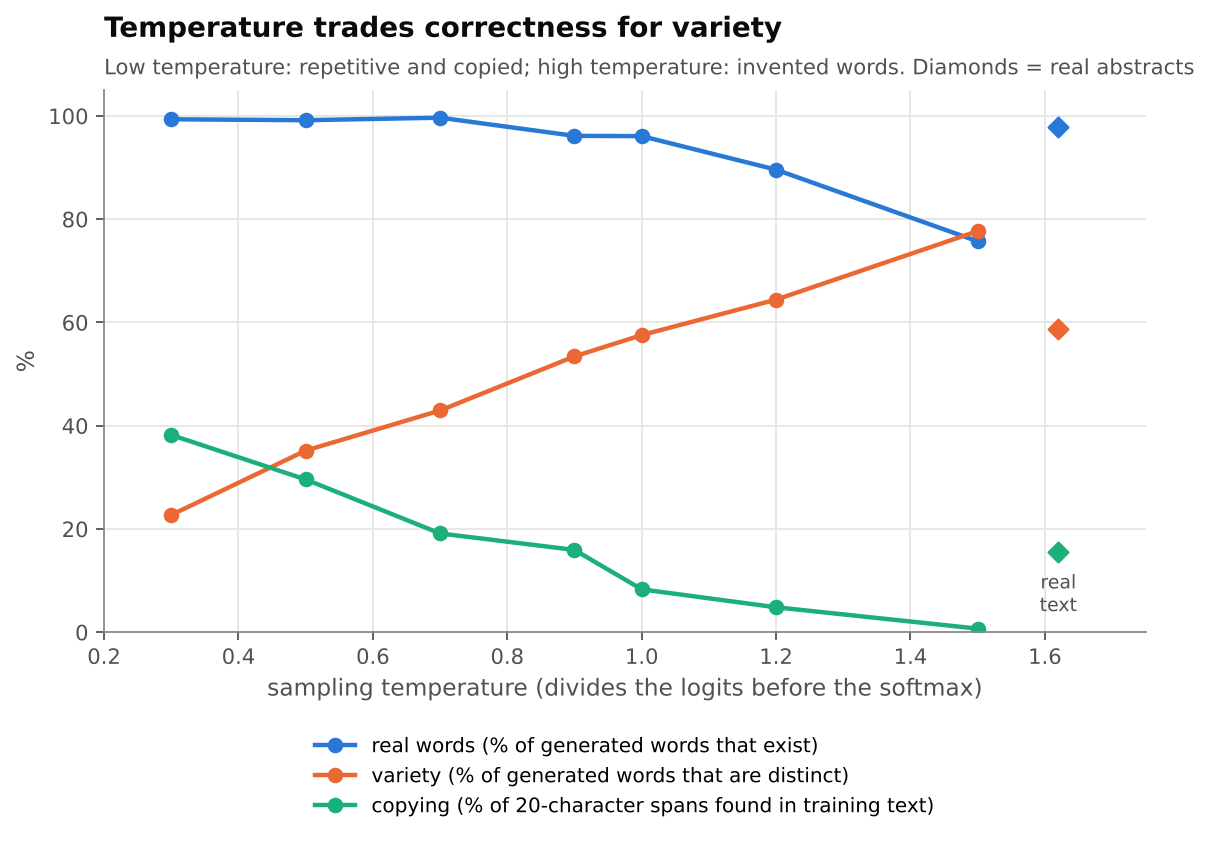 Temperature trades correctness for variety
Low temperature: repetitive and copied; high temperature: invented words. Diamonds = real abstracts
100
80
60
40
20
0
%
real
text
0.2 0.4 0.6 0.8 1.0 1.2 1.4 1.6
sampling temperature (divides the logits before the softmax)
real words (% of generated words that exist)
variety (% of generated words that are distinct)
copying (% of 20-character spans found in training text)